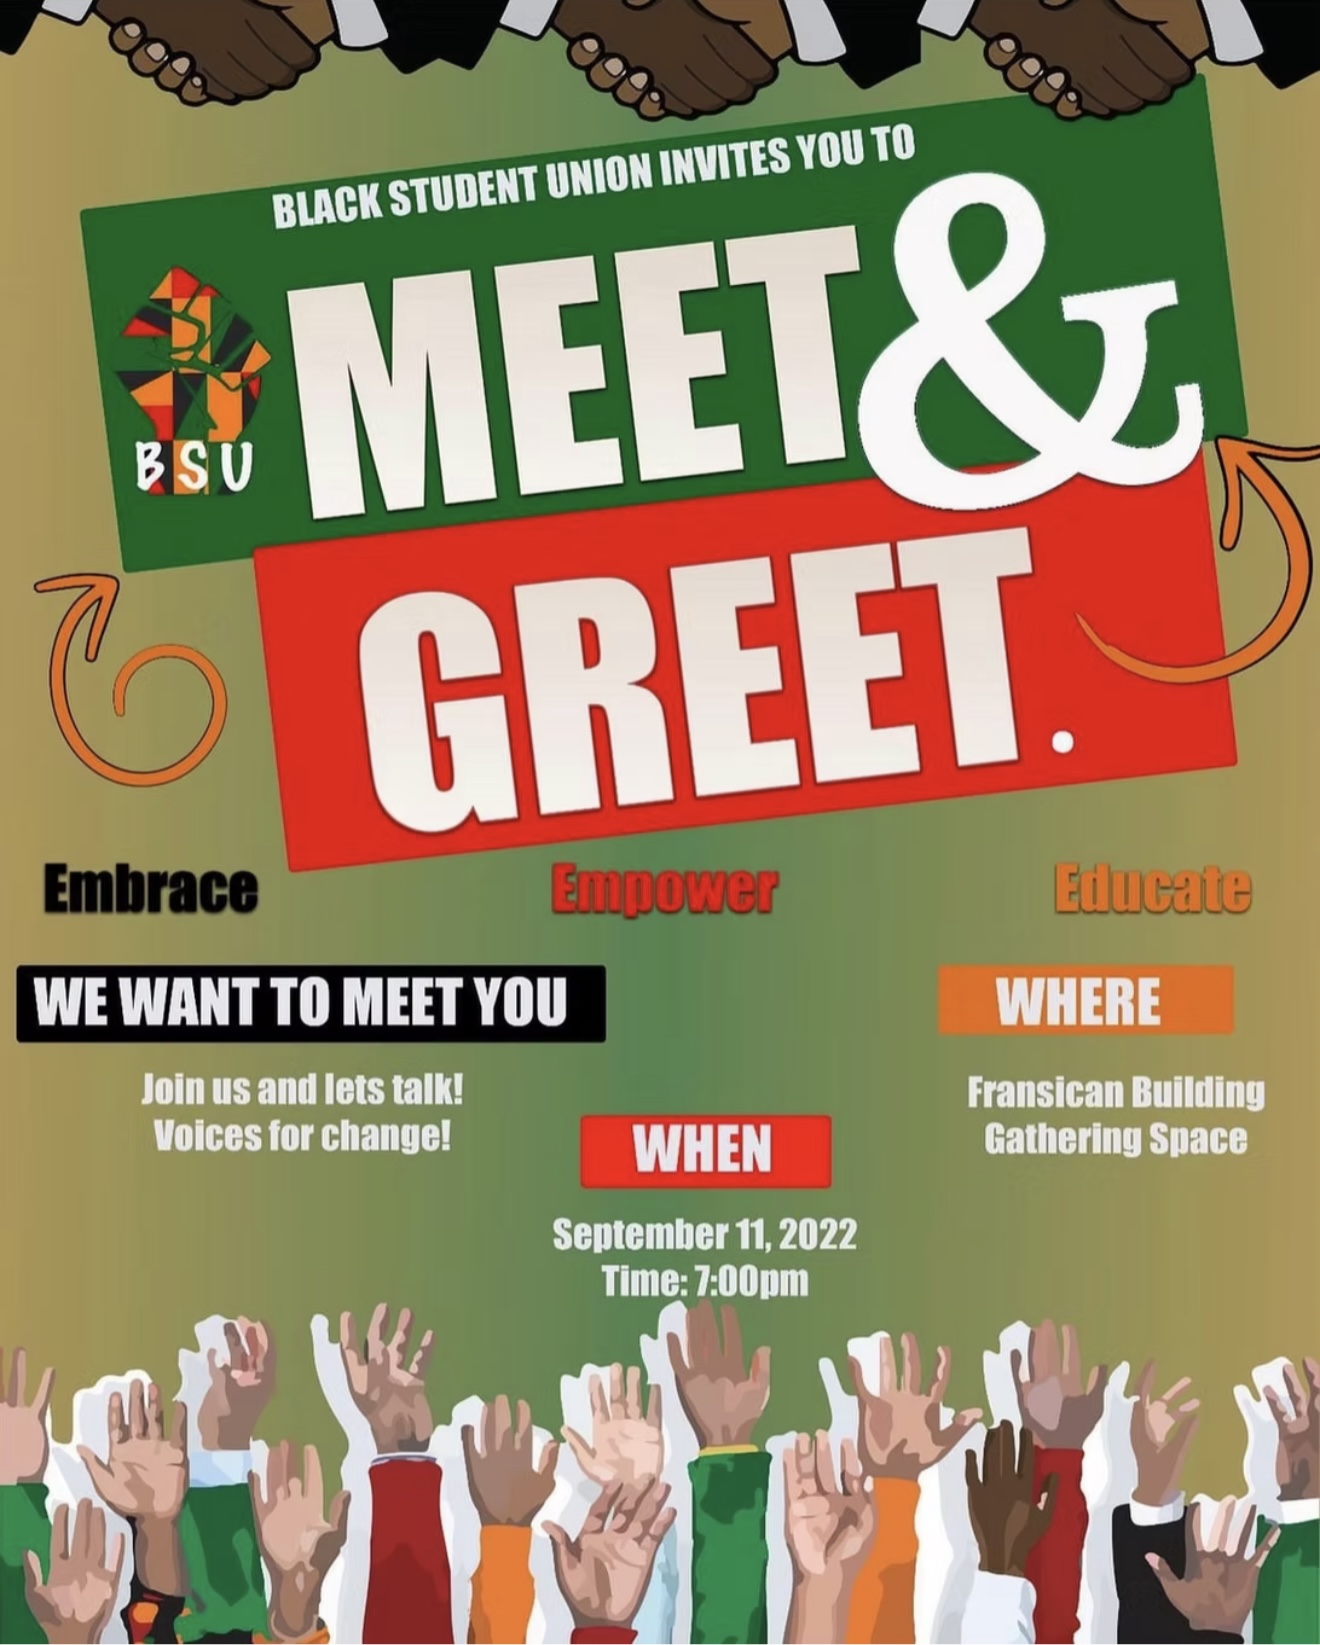 BLACK STUDENT UNION INVITES YOU TO
MEET &
BSU
GREET.
Embrace
Empower
Educate
WE WANT TO MEET YOU
Join us and lets talk!
Voices for change!
WHEN
September 11, 2022
Time: 7:00pm
WHERE
Fransican Building
Gathering Space